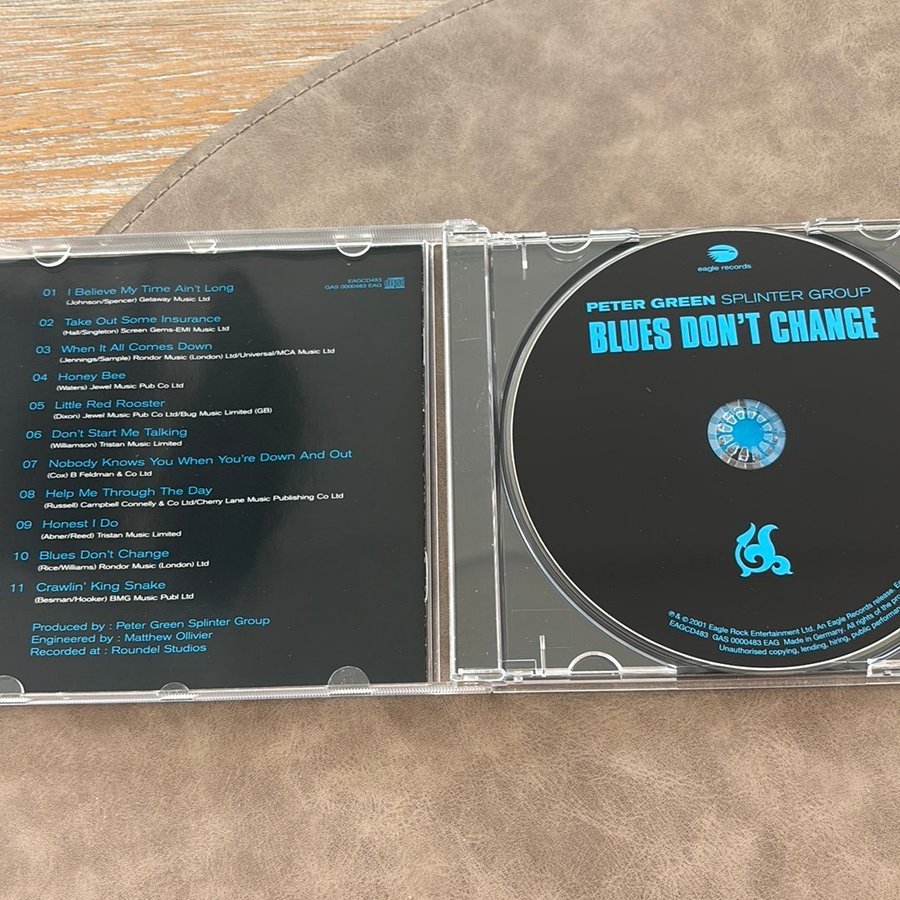 EAGCD483
GAS 0000483 EAG
01 I Believe My Time Ain't Long
(Johnson/Spencer) Getaway Music Ltd
02 Take Out Some Insurance
(Hall/Singleton) Screen Gems-EMI Music Ltd
03 When It All Comes Down
(Jennings/Sample) Rondor Music (London) Ltd/Universal/MCA Music Ltd
04 Honey Bee
(Waters) Jewel Music Pub Co Ltd
05 Little Red Rooster
(Dixon) Jewel Music Pub Co Ltd/Bug Music Limited (GB)
06 Don't Start Me Talking
(Williamson) Tristan Music Limited
07 Nobody Knows You When You're Down And Out
(Cox) B Feldman & Co Ltd
08 Help Me Through The Day
(Russell) Campbell Connelly & Co Ltd/Cherry Lane Music Publishing Co Ltd
09 Honest I Do
(Abner/Reed) Tristan Music Limited
10 Blues Don't Change
(Rice/Williams) Rondor Music (London) Ltd
11 Crawlin' King Snake
(Besman/Hooker) BMG Music Publ Ltd
Produced by : Peter Green Splinter Group
Engineered by : Matthew Ollivier
Recorded at : Roundel Studios
eagle records
PETER GREEN SPLINTER GROUP
BLUES DON'T CHANGE
℗ & © 2001 Eagle Rock Entertainment Ltd. An Eagle Records release.
EAGCD483 GAS 0000483 EAG Made in Germany. All rights of the
Unauthorised copying, lending, hiring, public